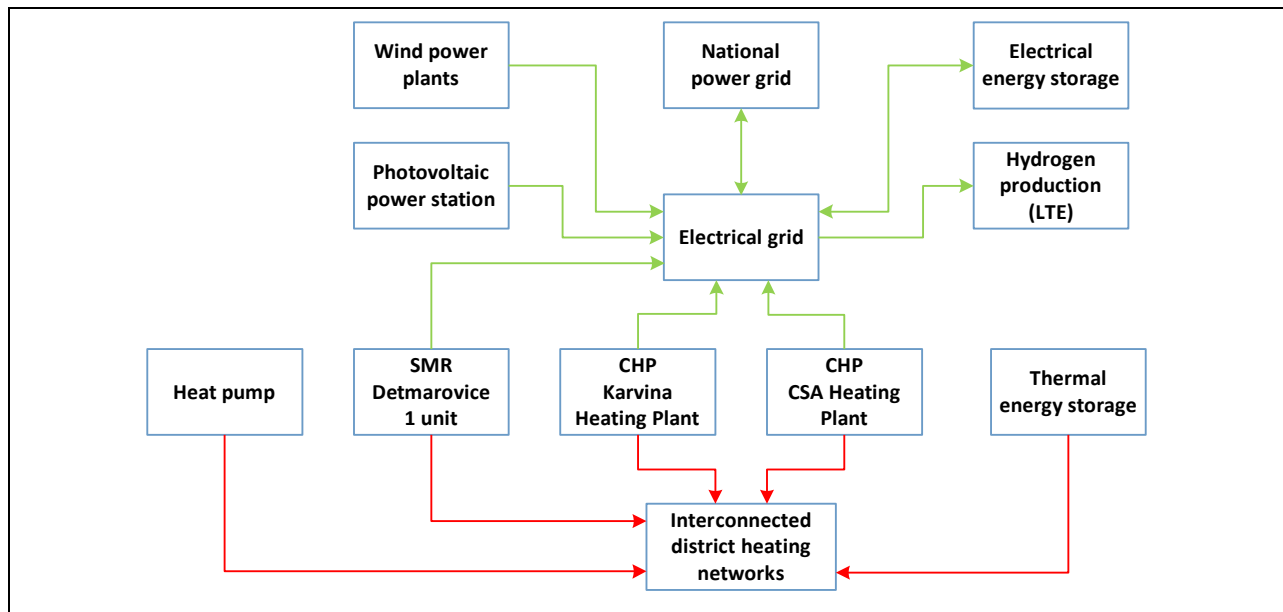 Wind power
plants
National
power grid
Electrical
energy storage
Photovoltaic
power station
Hydrogen
production
(LTE)
Electrical grid
Heat pump
SMR
Detmarovice
1 unit
CHP
Karvina
Heating Plant
CHP
CSA Heating
Plant
Thermal
energy storage
Interconnected
district heating
networks